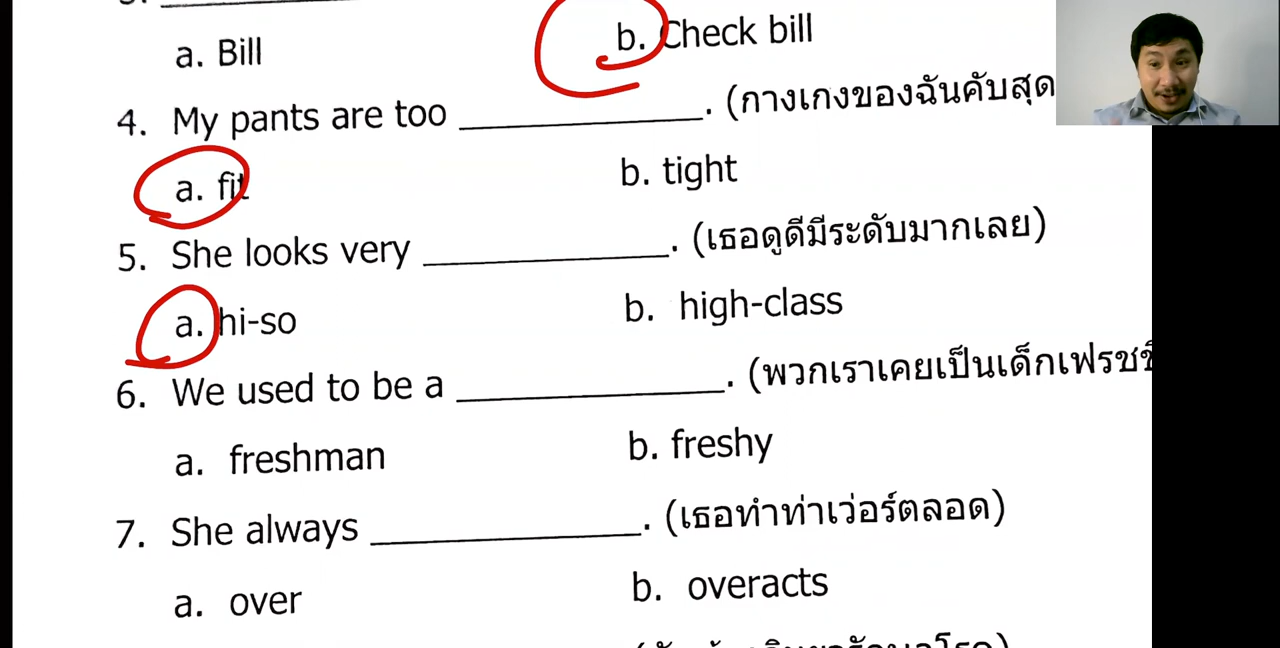 a. Bill b. Check bill
4. My pants are too ____________. (กางเกงของฉันคับสุด
a. fit b. tight
5. She looks very ____________. (เธอดูดีมีระดับมากเลย)
a. hi-so b. high-class
6. We used to be a ____________. (พวกเราเคยเป็นเด็กเฟรชชี
a. freshman b. freshy
7. She always ____________. (เธอทำท่าเว่อร์ตลอด)
a. over b. overacts